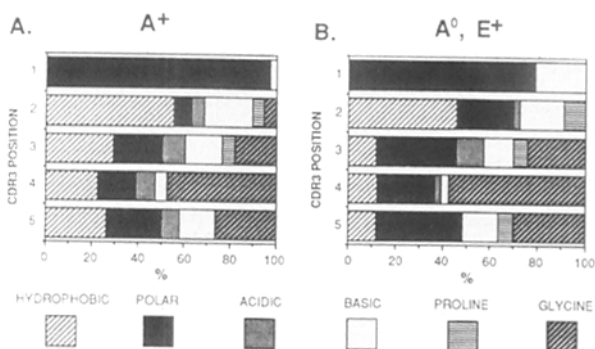 A. A+
B. A⁰, E+
CDR3 POSITION
1
2
3
4
5
0 20 40 60 80 100
%
CDR3 POSITION
1
2
3
4
5
0 20 40 60 80 100
%
HYDROPHOBIC POLAR ACIDIC BASIC PROLINE GLYCINE